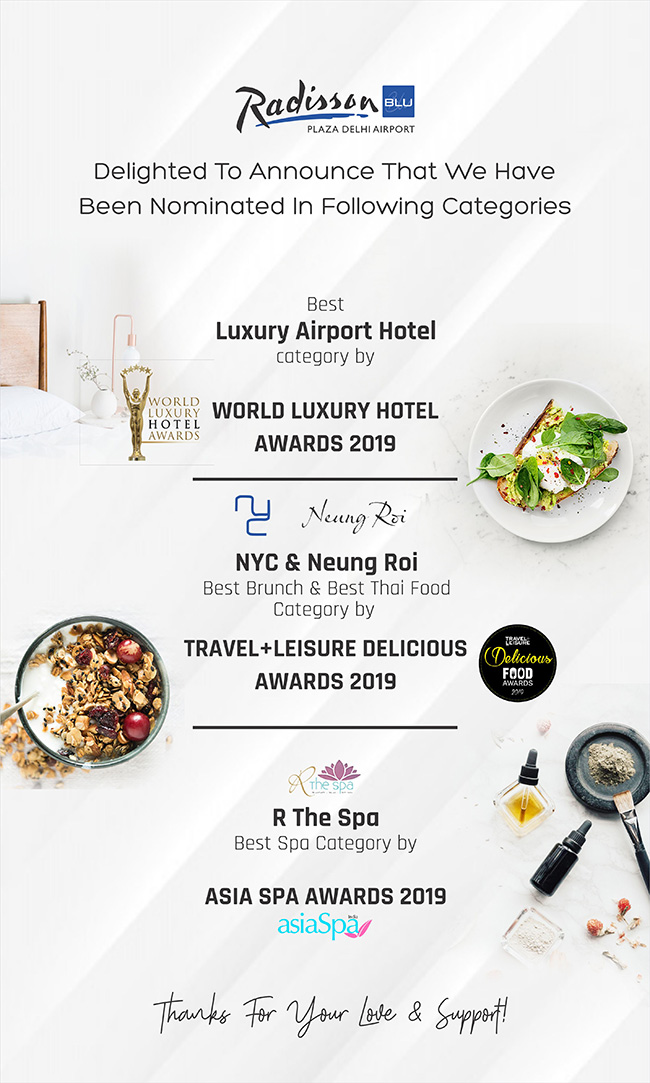 Radisson BLU
PLAZA DELHI AIRPORT
Delighted To Announce That We Have
Been Nominated In Following Categories
Best
Luxury Airport Hotel
category by
WORLD
LUXURY
HOTEL
AWARDS
WORLD LUXURY HOTEL
AWARDS 2019
nyc
Neung Roi
NYC & Neung Roi
Best Brunch & Best Thai Food
Category by
TRAVEL+LEISURE DELICIOUS
AWARDS 2019
TRAVEL+
LEISURE
Delicious
FOOD
AWARDS
2019
R The spa
R The Spa
Best Spa Category by
ASIA SPA AWARDS 2019
asiaSpa
Thanks For Your Love & Support!